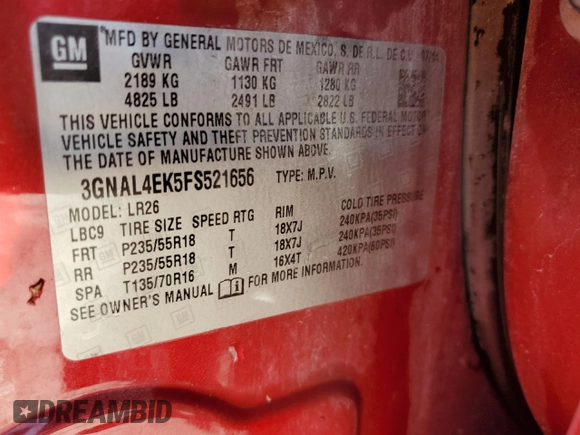 GM
MFD BY GENERAL MOTORS DE MEXICO, S. DE R.L. DE C.V.
GVWR GAWR FRT GAWR RR
2189 KG 1130 KG 1280 KG
4825 LB 2491 LB 2822 LB
THIS VEHICLE CONFORMS TO ALL APPLICABLE U.S. FEDERAL MOTOR
VEHICLE SAFETY AND THEFT PREVENTION STANDARDS IN EFFECT ON
THE DATE OF MANUFACTURE SHOWN ABOVE.
3GNAL4EK5FS521656 TYPE: M.P.V.
MODEL: LR26
LBC9 TIRE SIZE SPEED RTG RIM
FRT P235/55R18 T 18X7J 240KPA(35PSI)
RR P235/55R18 T 18X7J 240KPA(35PSI)
SPA T135/70R16 M 16X4T 420KPA(60PSI)
SEE OWNER'S MANUAL FOR MORE INFORMATION.
DREAMBID